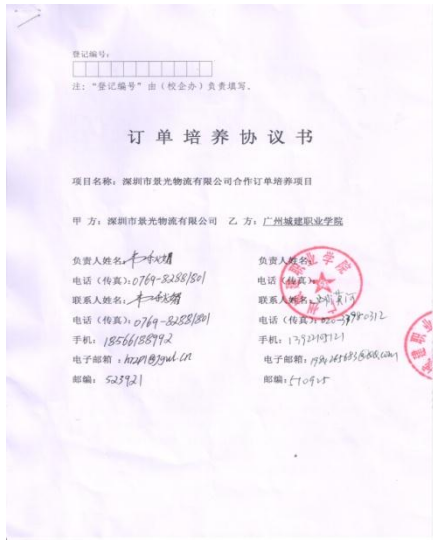 登记编号:
注:“登记编号”由(校企办)负责填写。
订单培养协议书
项目名称:深圳市景光物流有限公司合作订单培养项目
甲 方:深圳市景光物流有限公司 乙 方:广州城建职业学院
负责人姓名:
电话(传真):0769-82881801
联系人姓名:
电话(传真):0769-82881801
手机: 18566188992
电子邮箱:
邮编: 523921
负责人姓名:
电话(传真):
联系人姓名:
电话(传真):020-
手机:
电子邮箱:
邮编:510925